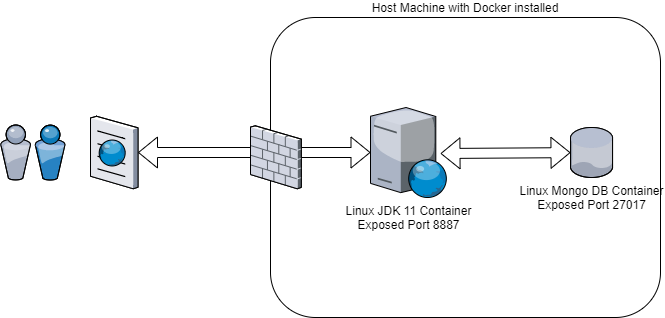 Host Machine with Docker installed
Linux JDK 11 Container
Exposed Port 8887
Linux Mongo DB Container
Exposed Port 27017